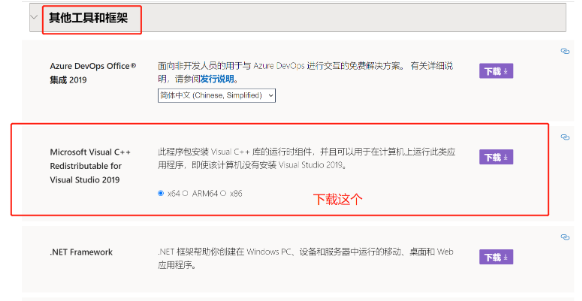 其他工具和框架
Azure DevOps Office®
集成 2019
面向非开发人员的用于与 Azure DevOps 进行交互的免费解决方案。 有关详细说
明，请参阅发行说明。
简体中文 (Chinese, Simplified)
下载
Microsoft Visual C++
Redistributable for
Visual Studio 2019
此程序包安装 Visual C++ 库的运行时组件，并且可以用于在计算机上运行此类应
用程序，即使该计算机没有安装 Visual Studio 2019。
x64 ARM64 x86
下载
下载这个
.NET Framework
.NET 框架帮助你创建在 Windows PC、设备和服务器中运行的移动、桌面和 Web
应用程序。
下载